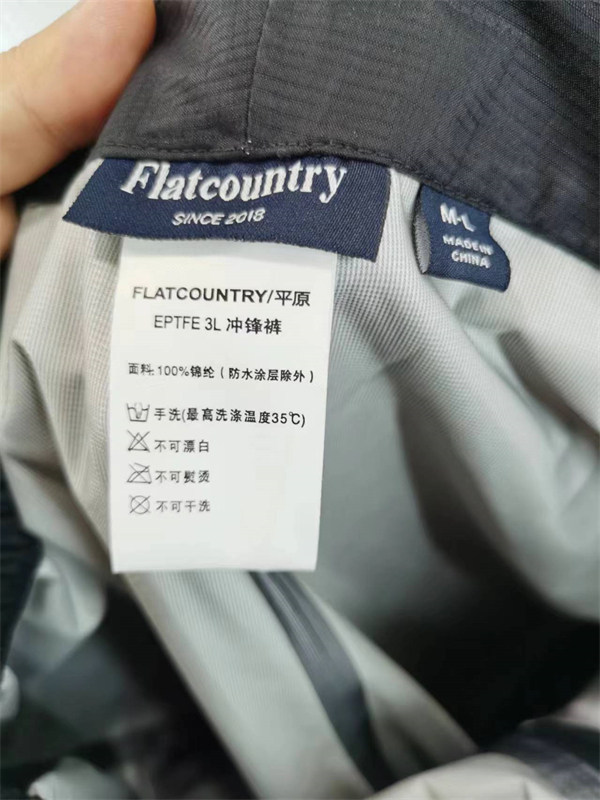 Flatcountry
SINCE 2018
M-L
MADE IN
CHINA
FLATCOUNTRY/平原
EPTFE 3L 冲锋裤
面料:100%锦纶（防水涂层除外）
手洗(最高洗涤温度35℃)
不可漂白
不可熨烫
不可干洗